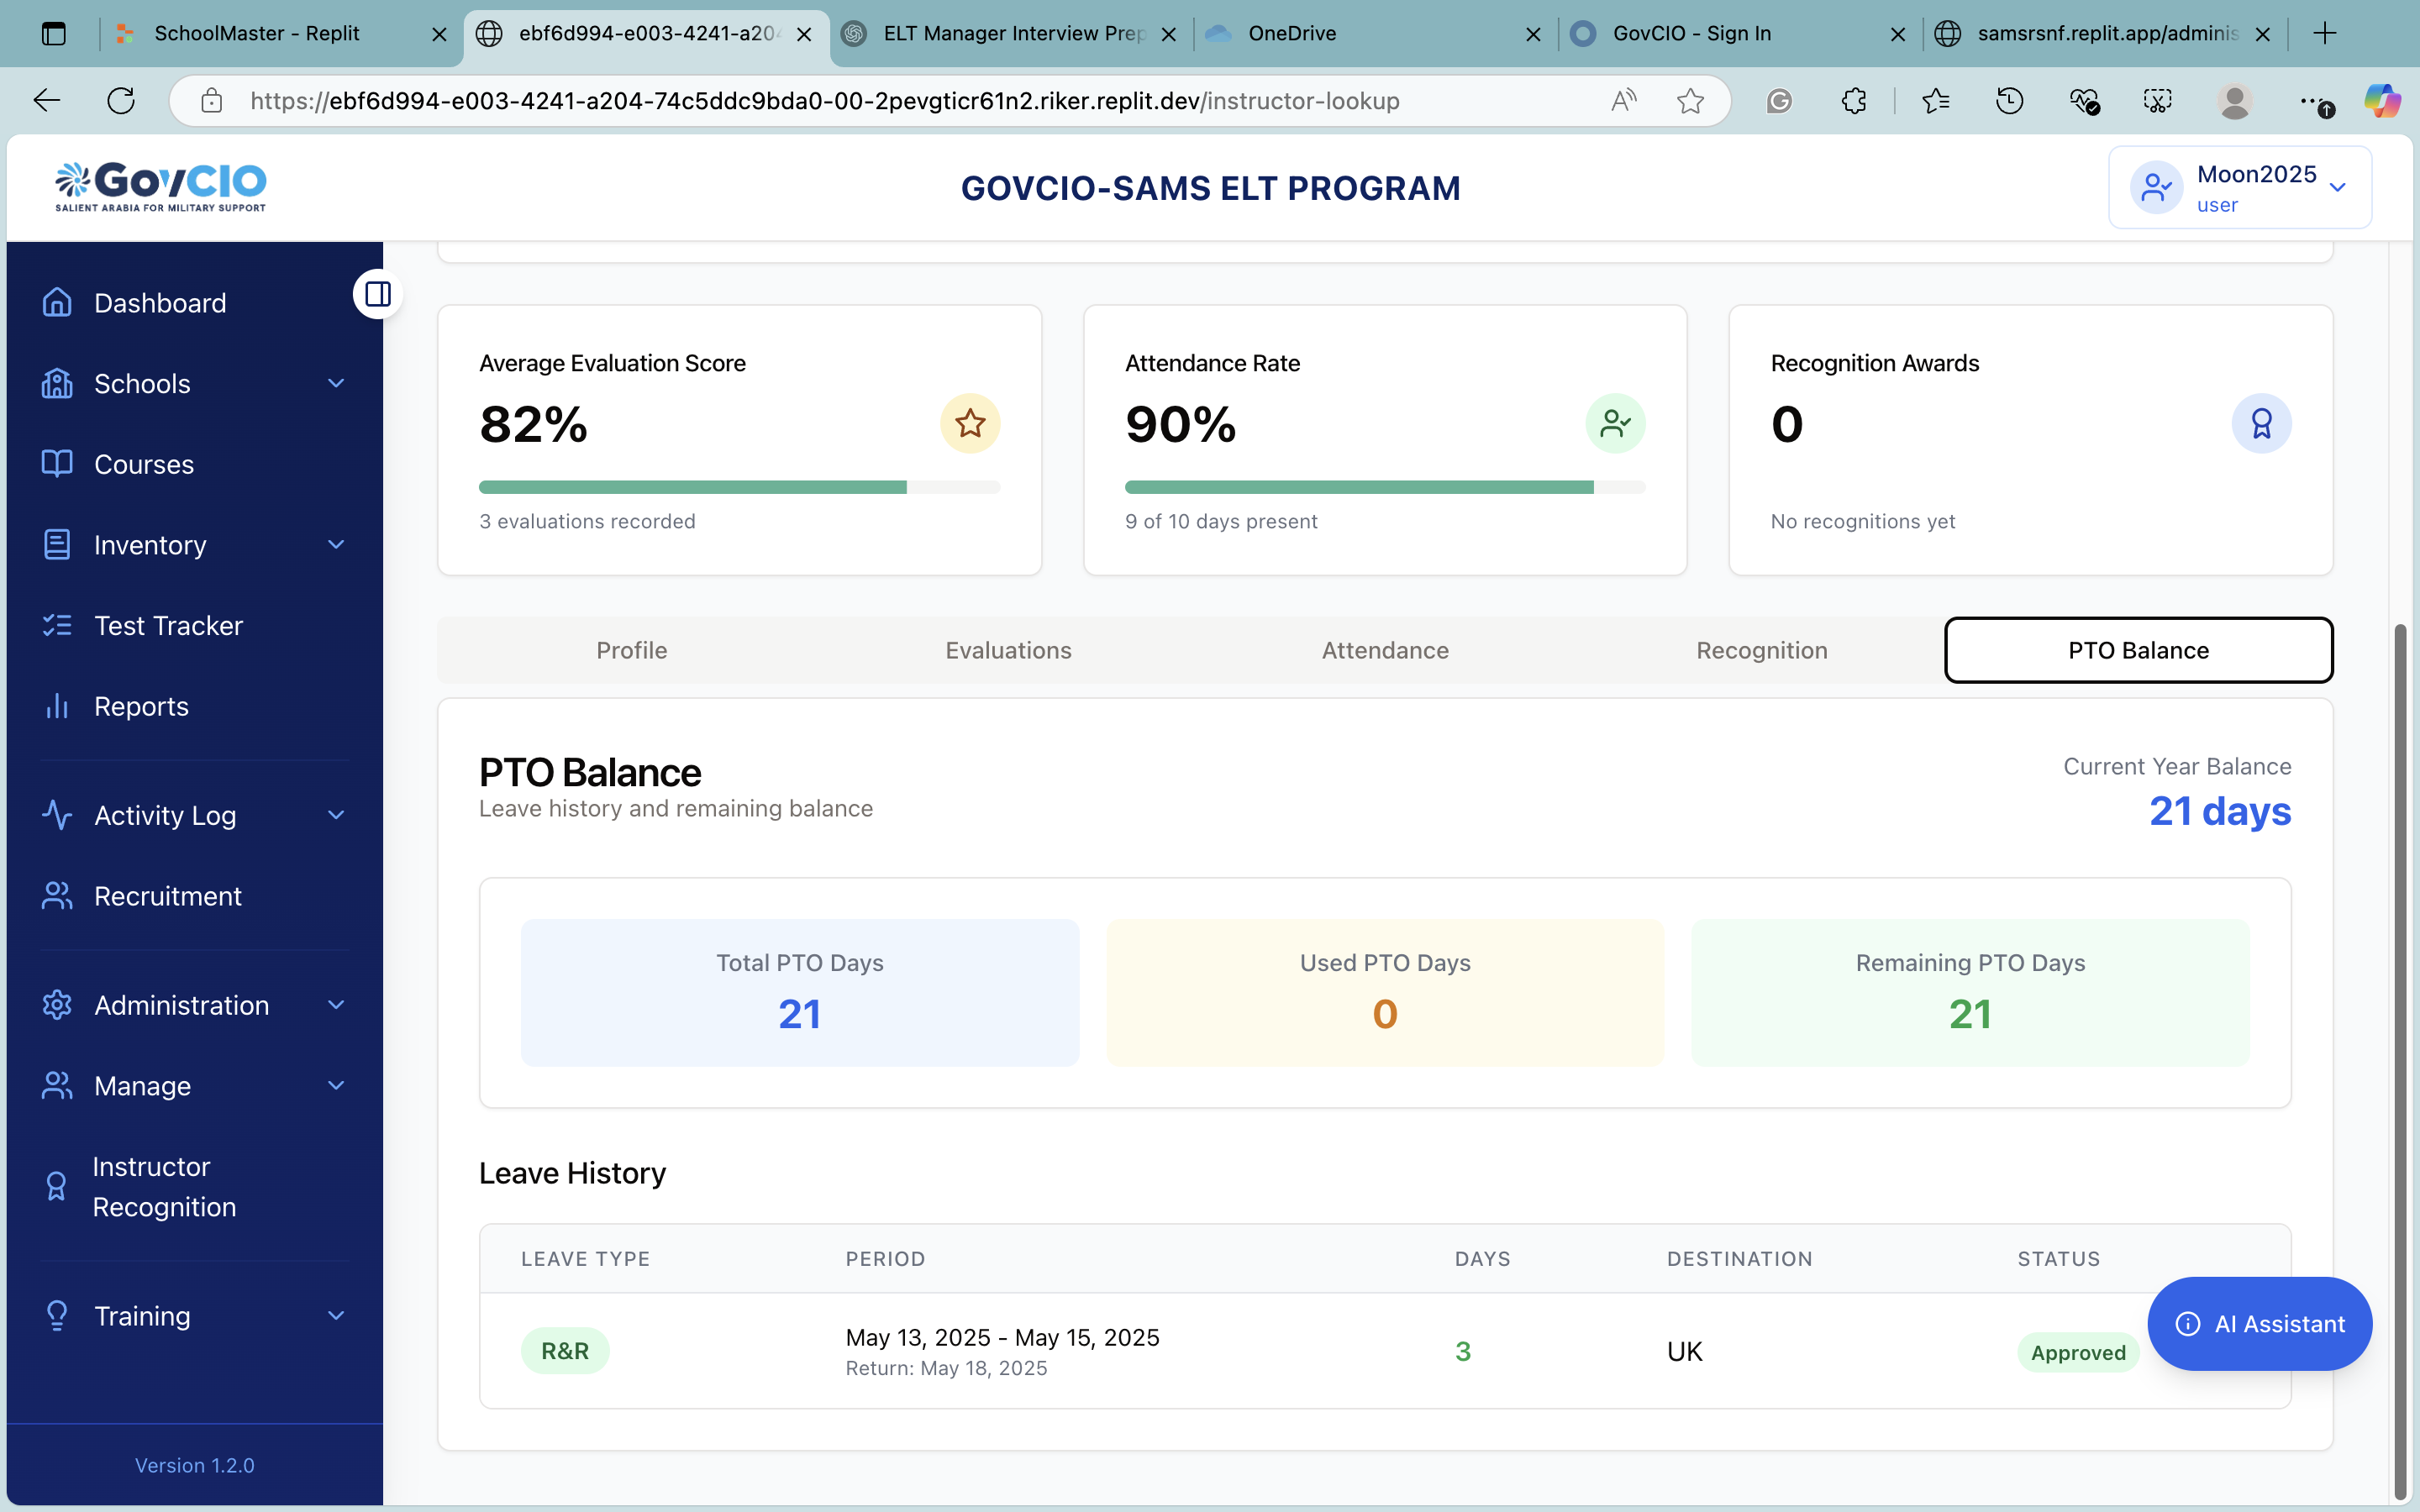 SchoolMaster - Replit
ebf6d994-e003-4241-a204
ELT Manager Interview Prep
OneDrive
GovCIO - Sign In
samsrsnf.replit.app/adminis
https://ebf6d994-e003-4241-a204-74c5ddc9bda0-00-2pevgticr61n2.riker.replit.dev/instructor-lookup
GovCIO
SALIENT ARABIA FOR MILITARY SUPPORT
GOVCIO-SAMS ELT PROGRAM
Moon2025
user
Dashboard
Schools
Courses
Inventory
Test Tracker
Reports
Activity Log
Recruitment
Administration
Manage
Instructor
Recognition
Training
Version 1.2.0
Average Evaluation Score
82%
3 evaluations recorded
Attendance Rate
90%
9 of 10 days present
Recognition Awards
0
No recognitions yet
Profile
Evaluations
Attendance
Recognition
PTO Balance
PTO Balance
Leave history and remaining balance
Current Year Balance
21 days
Total PTO Days
21
Used PTO Days
0
Remaining PTO Days
21
Leave History
LEAVE TYPE PERIOD DAYS DESTINATION STATUS
R&R May 13, 2025 - May 15, 2025 3 UK Approved
Return: May 18, 2025
AI Assistant